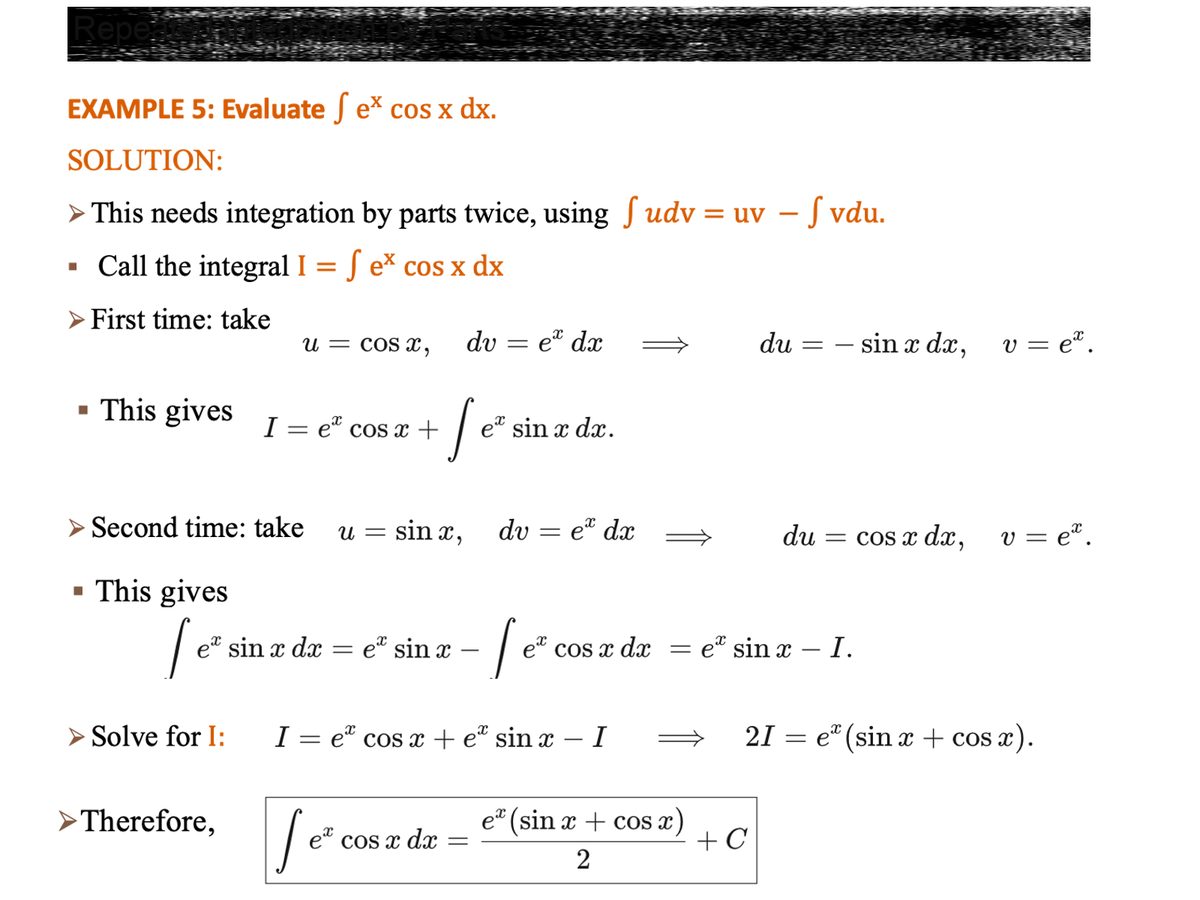 EXAMPLE 5: Evaluate ∫ eˣ cos x dx.
SOLUTION:
➢ This needs integration by parts twice, using ∫ udv = uv − ∫ vdu.
▪ Call the integral I = ∫ eˣ cos x dx
➢ First time: take
u = cos x, dv = eˣ dx ⟹ du = − sin x dx, v = eˣ.
▪ This gives
I = eˣ cos x + ∫ eˣ sin x dx.
➢ Second time: take u = sin x, dv = eˣ dx ⟹ du = cos x dx, v = eˣ.
▪ This gives
∫ eˣ sin x dx = eˣ sin x − ∫ eˣ cos x dx = eˣ sin x − I.
➢ Solve for I: I = eˣ cos x + eˣ sin x − I ⟹ 2I = eˣ(sin x + cos x).
➢ Therefore, ∫ eˣ cos x dx = eˣ(sin x + cos x) / 2 + C